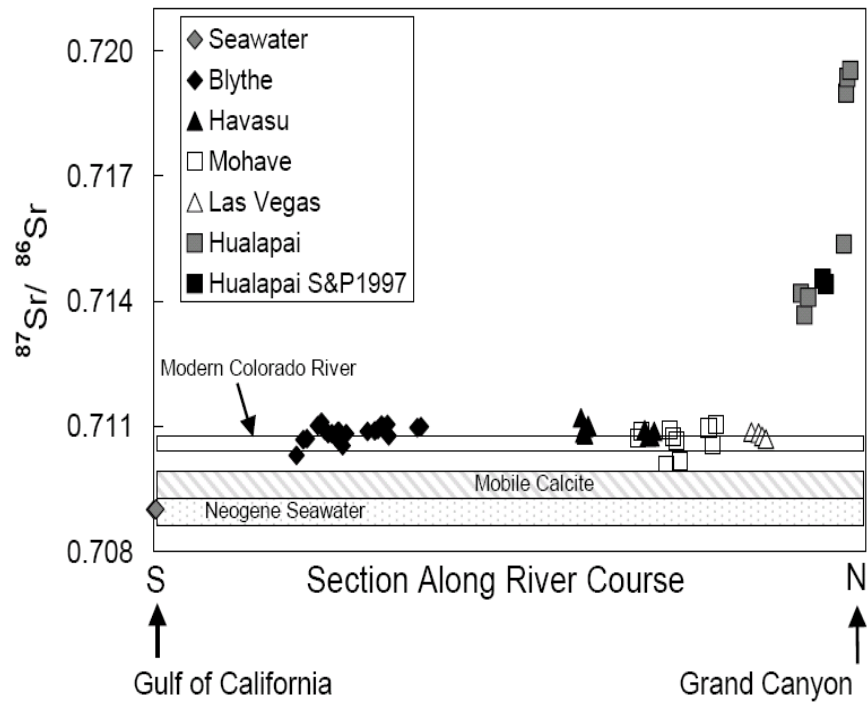 0.720
0.717
0.714
0.711
0.708
87Sr/ 86Sr
Seawater
Blythe
Havasu
Mohave
Las Vegas
Hualapai
Hualapai S&P1997
Modern Colorado River
Mobile Calcite
Neogene Seawater
S Section Along River Course N
Gulf of California Grand Canyon